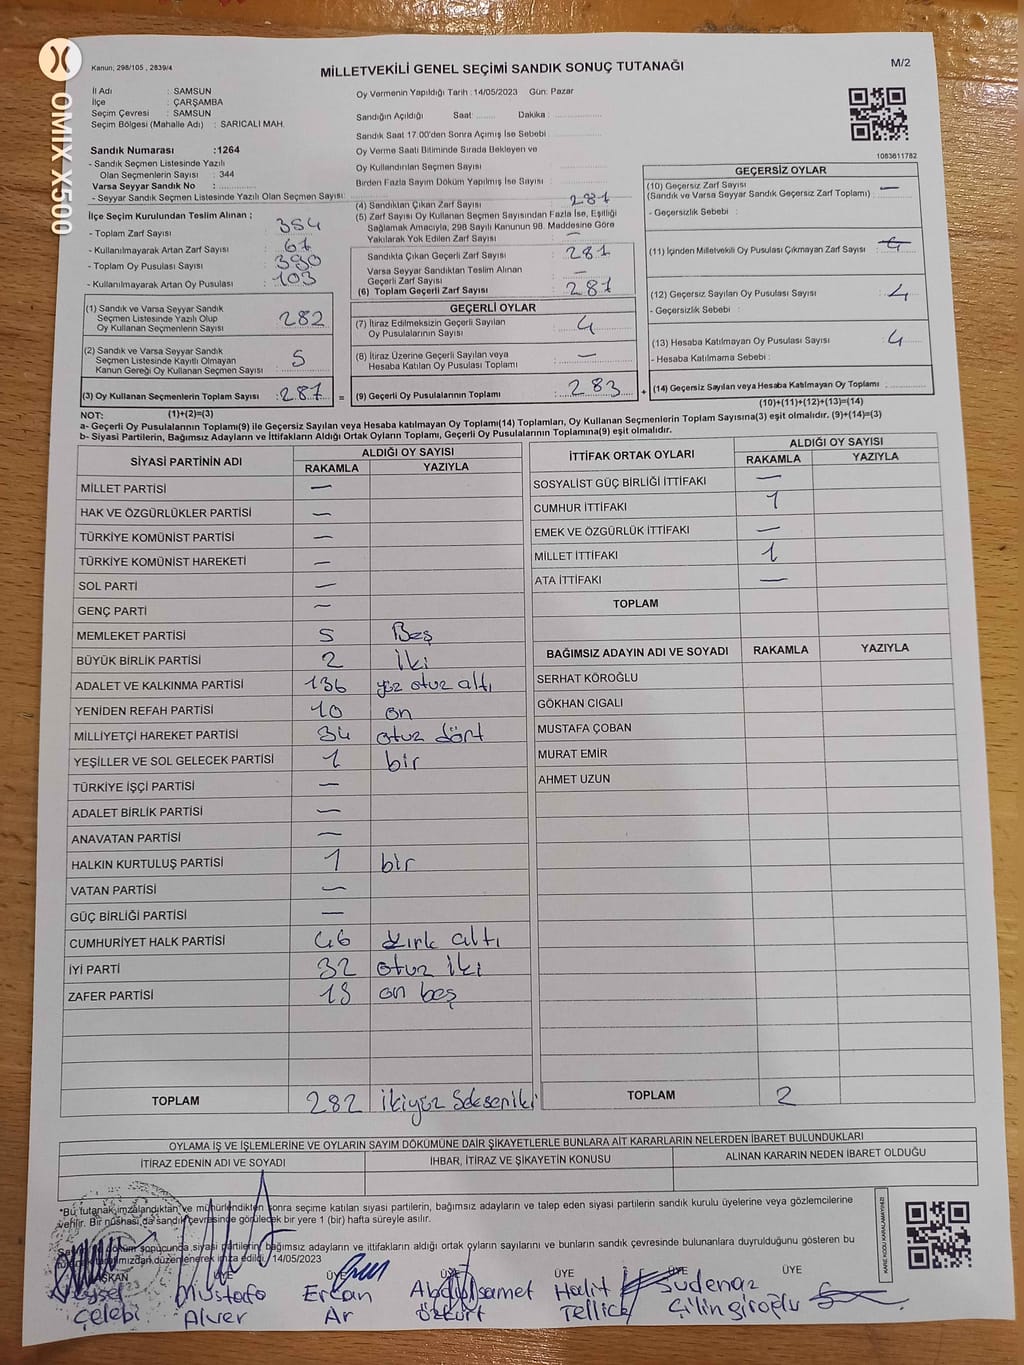 OMIX X500
Kanun; 298/105 , 2839/4
MİLLETVEKİLİ GENEL SEÇİMİ SANDIK SONUÇ TUTANAĞI
M/2
İl Adı : SAMSUN
İlçe : ÇARŞAMBA
Seçim Çevresi : SAMSUN
Seçim Bölgesi (Mahalle Adı) : SARICALI MAH.
Sandık Numarası :1264
- Sandık Seçmen Listesinde Yazılı
Olan Seçmenlerin Sayısı : 344
Varsa Seyyar Sandık No :
- Seyyar Sandık Seçmen Listesinde Yazılı Olan Seçmen Sayısı:
İlçe Seçim Kurulundan Teslim Alınan ;
- Toplam Zarf Sayısı : 354
- Kullanılmayarak Artan Zarf Sayısı : 67
- Toplam Oy Pusulası Sayısı : 390
- Kullanılmayarak Artan Oy Pusulası : 103
(1) Sandık ve Varsa Seyyar Sandık
Seçmen Listesinde Yazılı Olup
Oy Kullanan Seçmenlerin Sayısı : 282
(2) Sandık ve Varsa Seyyar Sandık
Seçmen Listesinde Kayıtlı Olmayan
Kanun Gereği Oy Kullanan Seçmen Sayısı : 5
(3) Oy Kullanan Seçmenlerin Toplam Sayısı : 287 =
Oy Vermenin Yapıldığı Tarih : 14/05/2023 Gün: Pazar
Sandığın Açıldığı Saat: Dakika :
Sandık Saat 17:00'den Sonra Açımış İse Sebebi :
Oy Verme Saati Bitiminde Sırada Bekleyen ve
Oy Kullandırılan Seçmen Sayısı :
Birden Fazla Sayım Döküm Yapılmış İse Sayısı :
(4) Sandıktan Çıkan Zarf Sayısı : 287
(5) Zarf Sayısı Oy Kullanan Seçmen Sayısından Fazla İse, Eşitliği
Sağlamak Amacıyla, 298 Sayılı Kanunun 98. Maddesine Göre
Yakılarak Yok Edilen Zarf Sayısı : —
Sandıkta Çıkan Geçerli Zarf Sayısı : 287
Varsa Seyyar Sandıktan Teslim Alınan
Geçerli Zarf Sayısı : —
(6) Toplam Geçerli Zarf Sayısı : 287
GEÇERLİ OYLAR
(7) İtiraz Edilmeksizin Geçerli Sayılan
Oy Pusulalarının Sayısı : 4
(8) İtiraz Üzerine Geçerli Sayılan veya
Hesaba Katılan Oy Pusulası Toplamı : —
(9) Geçerli Oy Pusulalarının Toplamı : 283 +
1083611782
GEÇERSİZ OYLAR
(10) Geçersiz Zarf Sayısı
(Sandık ve Varsa Seyyar Sandık Geçersiz Zarf Toplamı) : —
- Geçersizlik Sebebi :
(11) İçinden Milletvekili Oy Pusulası Çıkmayan Zarf Sayısı :
(12) Geçersiz Sayılan Oy Pusulası Sayısı : 4
- Geçersizlik Sebebi :
(13) Hesaba Katılmayan Oy Pusulası Sayısı : 4
- Hesaba Katılmama Sebebi :
(14) Geçersiz Sayılan veya Hesaba Katılmayan Oy Toplamı :
(10)+(11)+(12)+(13)=(14)
NOT: (1)+(2)=(3)
a- Geçerli Oy Pusulasının Toplamı(9) ile Geçersiz Sayılan veya Hesaba katılmayan Oy Toplamı(14) Toplamları, Oy Kullanan Seçmenlerin Toplam Sayısına(3) eşit olmalıdır. (9)+(14)=(3)
b- Siyasi Partilerin, Bağımsız Adayların ve İttifakların Aldığı Ortak Oyların Toplamı, Geçerli Oy Pusulalarının Toplamına(9) eşit olmalıdır.
SİYASİ PARTİNİN ADI ALDIĞI OY SAYISI
RAKAMLA YAZIYLA
MİLLET PARTİSİ —
HAK VE ÖZGÜRLÜKLER PARTİSİ —
TÜRKİYE KOMÜNİST PARTİSİ —
TÜRKİYE KOMÜNİST HAREKETİ —
SOL PARTİ —
GENÇ PARTİ —
MEMLEKET PARTİSİ 5 Beş
BÜYÜK BİRLİK PARTİSİ 2 İki
ADALET VE KALKINMA PARTİSİ 136 yüz otuz altı
YENİDEN REFAH PARTİSİ 10 on
MİLLİYETÇİ HAREKET PARTİSİ 34 otuz dört
YEŞİLLER VE SOL GELECEK PARTİSİ 1 bir
TÜRKİYE İŞÇİ PARTİSİ —
ADALET BİRLİK PARTİSİ —
ANAVATAN PARTİSİ —
HALKIN KURTULUŞ PARTİSİ 1 bir
VATAN PARTİSİ —
GÜÇ BİRLİĞİ PARTİSİ —
CUMHURİYET HALK PARTİSİ 46 kırk altı
İYİ PARTİ 32 otuz iki
ZAFER PARTİSİ 15 on beş
TOPLAM 282 ikiyüz Seksen iki
İTTİFAK ORTAK OYLARI ALDIĞI OY SAYISI
RAKAMLA YAZIYLA
SOSYALİST GÜÇ BİRLİĞİ İTTİFAKI —
CUMHUR İTTİFAKI 1
EMEK VE ÖZGÜRLÜK İTTİFAKI —
MİLLET İTTİFAKI 1
ATA İTTİFAKI —
TOPLAM
BAĞIMSIZ ADAYIN ADI VE SOYADI RAKAMLA YAZIYLA
SERHAT KÖROĞLU
GÖKHAN CIGALI
MUSTAFA ÇOBAN
MURAT EMİR
AHMET UZUN
TOPLAM 2
OYLAMA İŞ VE İŞLEMLERİNE VE OYLARIN SAYIM DÖKÜMÜNE DAİR ŞİKAYETLERLE BUNLARA AİT KARARLARIN NELERDEN İBARET BULUNDUKLARI
İTİRAZ EDENİN ADI VE SOYADI İHBAR, İTİRAZ VE ŞİKAYETİN KONUSU ALINAN KARARIN NEDEN İBARET OLDUĞU
*Bu tutanak imzalandıktan ve mühürlendikten sonra seçime katılan siyasi partilerin, bağımsız adayların ve talep eden siyasi partilerin sandık kurulu üyelerine veya gözlemcilerine
verilir. Bir nüshası da sandık çevresinde görülecek bir yere 1 (bir) hafta süreyle asılır.
döküm sonucunda siyasi partilerin, bağımsız adayların ve ittifakların aldığı ortak oyların sayılarını ve bunların sandık çevresinde bulunanlara duyrulduğunu gösteren bu
tarafımızdan düzenlenerek imza edildi. 14/05/2023
KARE KODU KARALAMAYINIZ!
BAŞKAN ÜYE ÜYE ÜYE ÜYE ÜYE ÜYE
Veysel Mustafa Ercan Abdulsamet Halit Sudenaz
Çelebi Alver Ar Özkurt Tellici Çilingiroğlu